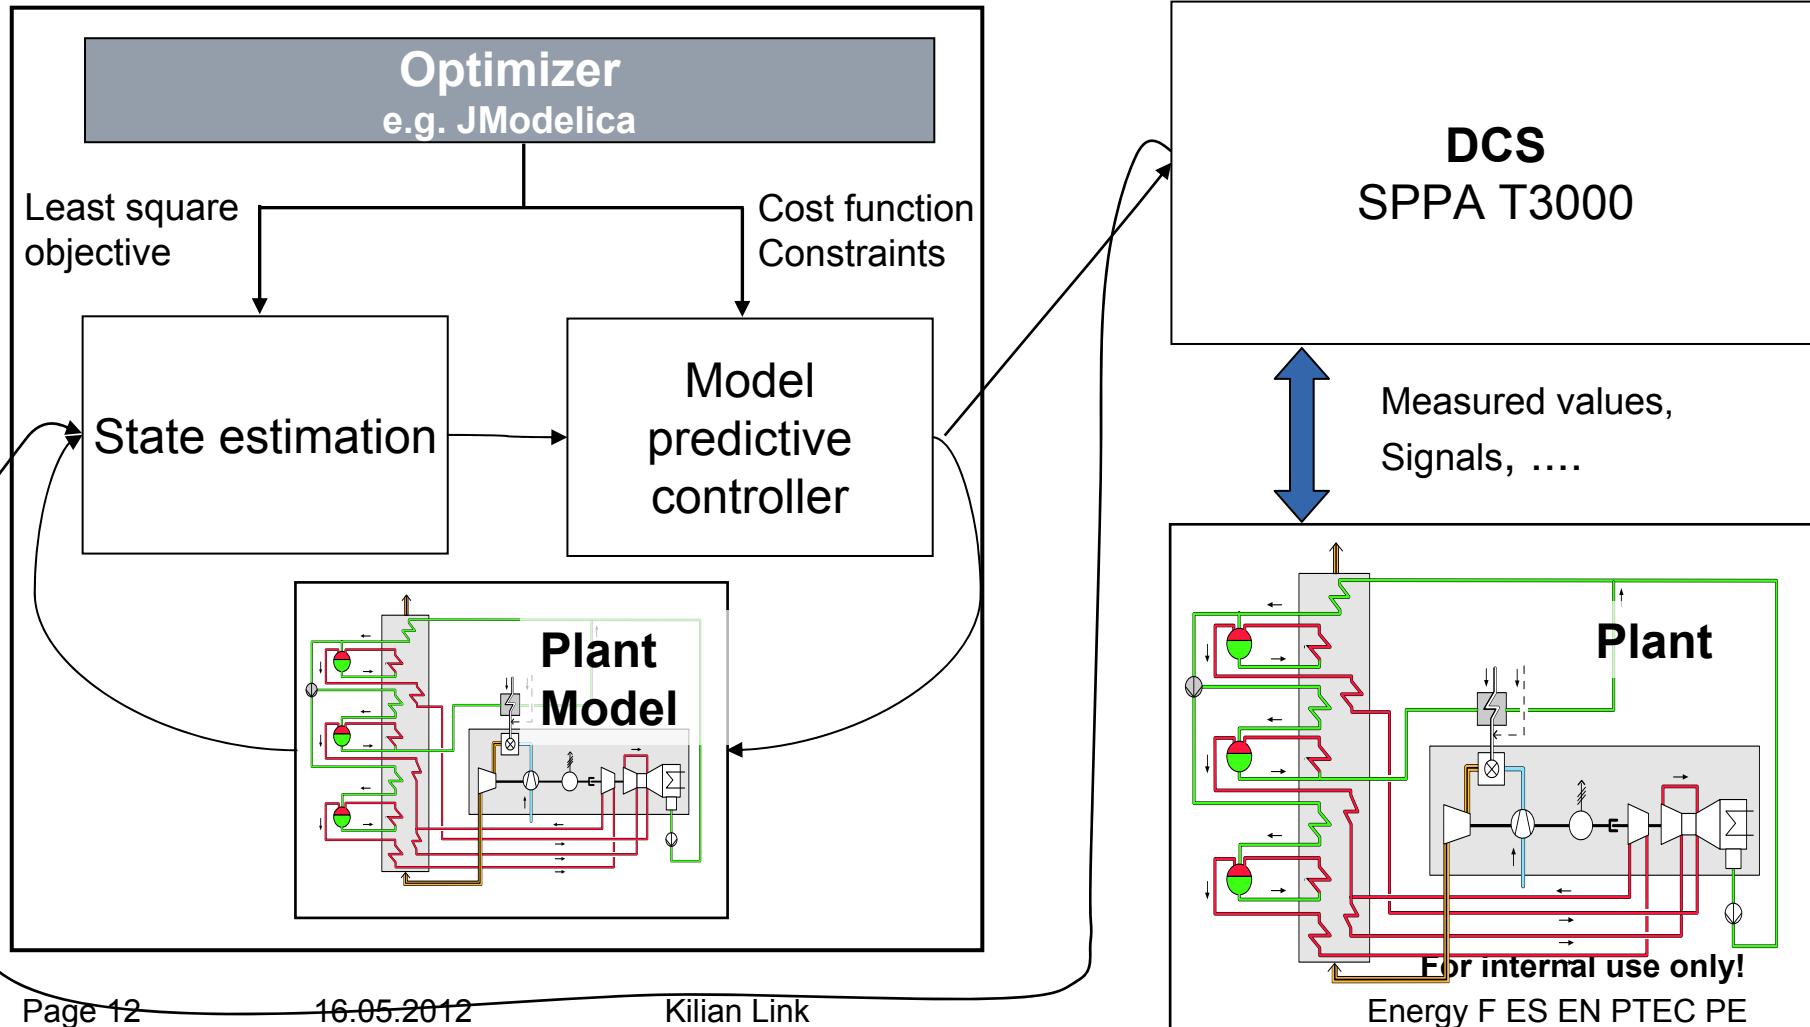 Optimizer
e.g. JModelica
Least square
objective
Cost function
Constraints
State estimation
Model
predictive
controller
Plant
Model
DCS
SPPA T3000
Measured values,
Signals, ....
Plant
For internal use only!
Page 12
16.05.2012
Kilian Link
Energy F ES EN PTEC PE